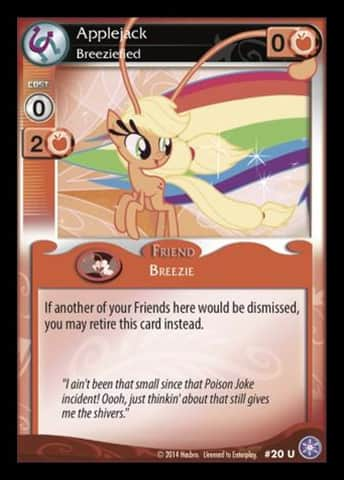 Applejack
Breeziefied
0
COST
0
2
FRIEND
BREEZIE
If another of your Friends here would be dismissed,
you may retire this card instead.
"I ain't been that small since that Poison Joke
incident! Oooh, just thinkin' about that still gives
me the shivers."
© 2014 Hasbro. Licensed to Enterplay. #20 U